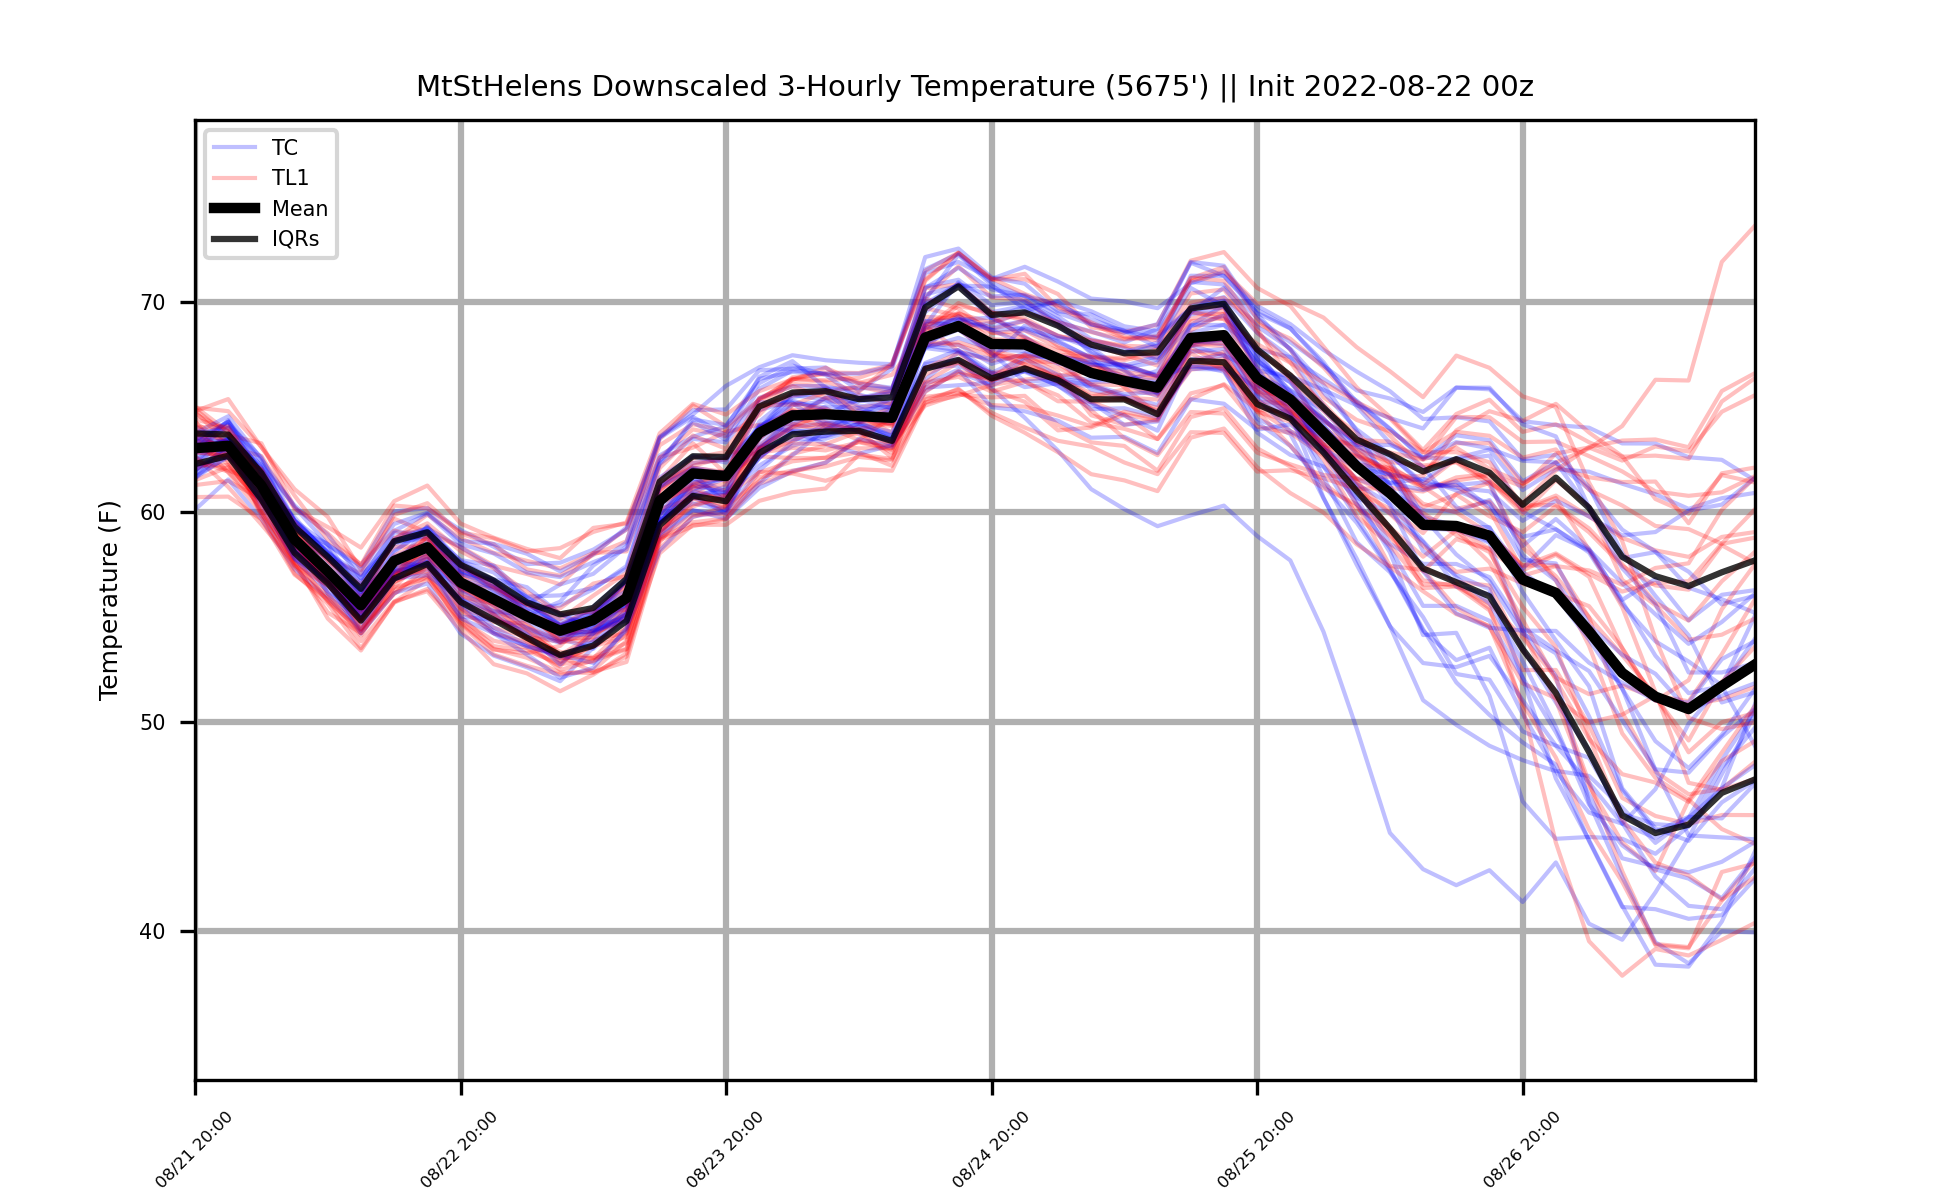 MtStHelens Downscaled 3-Hourly Temperature (5675') || Init 2022-08-22 00z
TC
TL1
Mean
IQRs
Temperature (F)
70
60
50
40
08/21 20:00
08/22 20:00
08/23 20:00
08/24 20:00
08/25 20:00
08/26 20:00